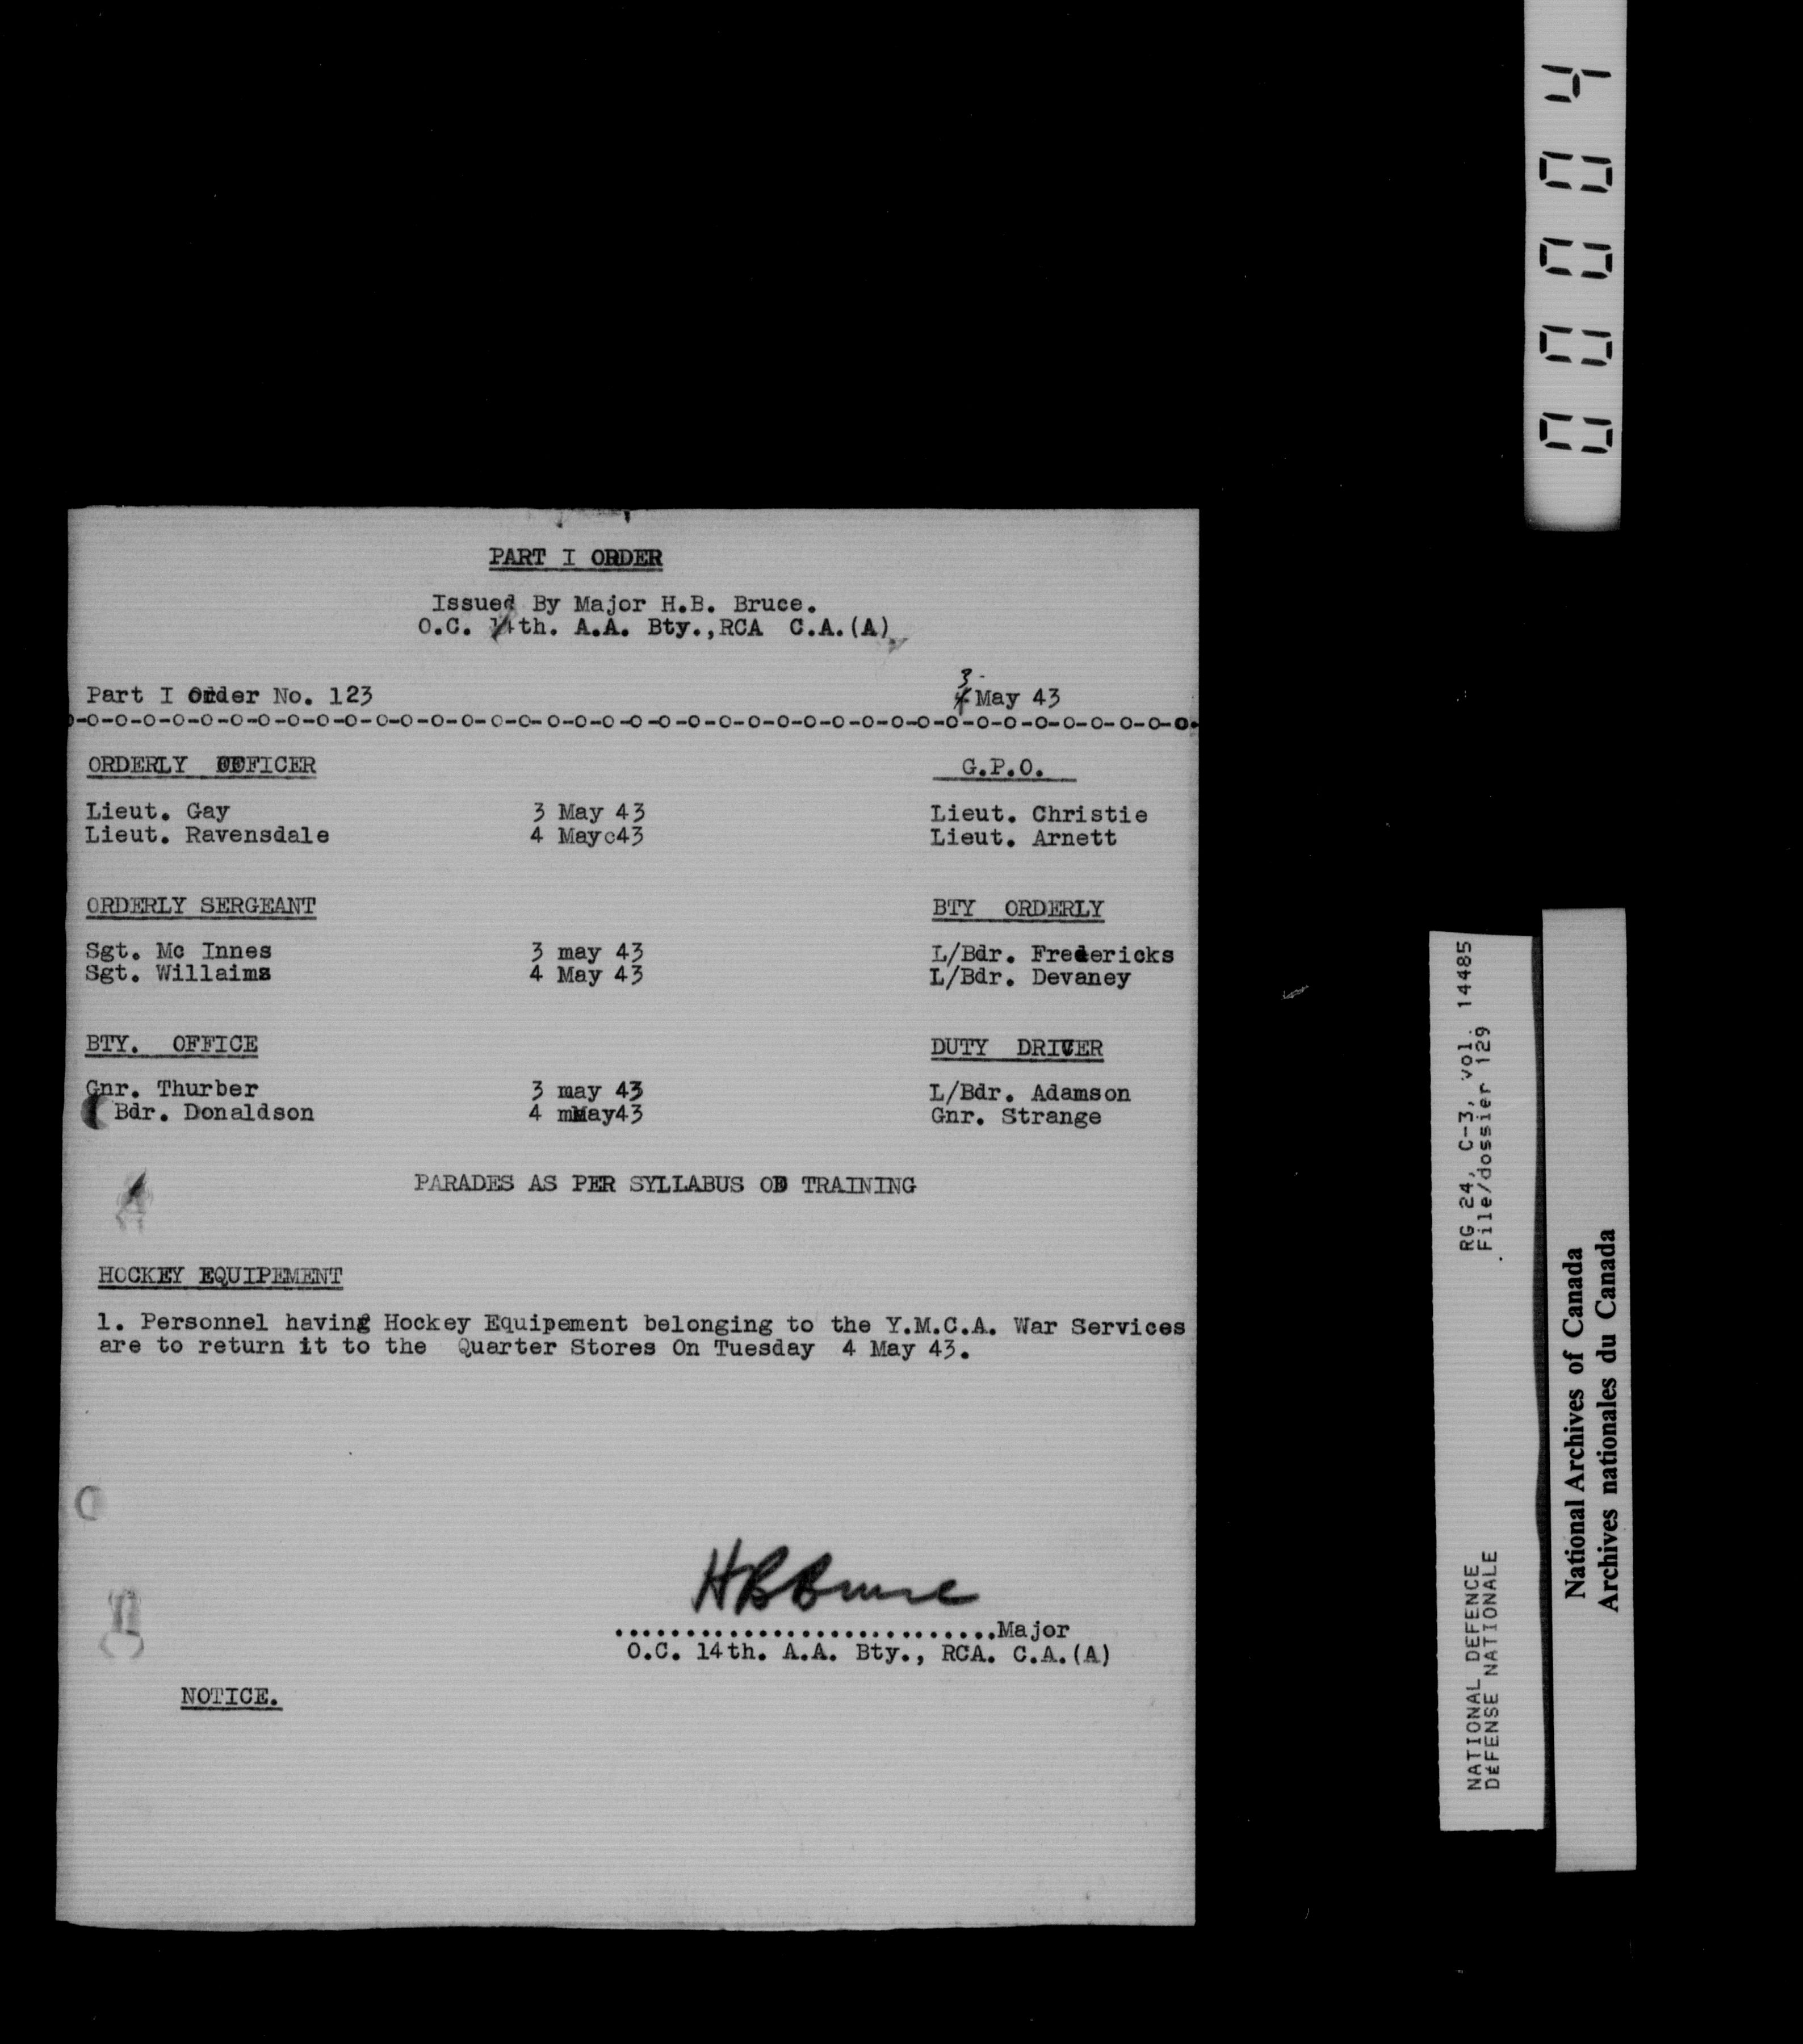 PART I ORDER
Issued By Major H.B. Bruce.
O.C. 14th. A.A. Bty.,RCA C.A.(A)
3
Part I Order No. 123 4 May 43
-o-o-o-o-o-o-o-o-o-o-o-o-o-o-o-o-o-o-o-o-o-o-o-o-o-o-o-o-o-o-o-o-o-o-o-o-o-o-o.
ORDERLY OFFICER G.P.O.
Lieut. Gay 3 May 43 Lieut. Christie
Lieut. Ravensdale 4 Mayc43 Lieut. Arnett
ORDERLY SERGEANT BTY ORDERLY
Sgt. Mc Innes 3 may 43 L/Bdr. Fredericks
Sgt. Willaims 4 May 43 L/Bdr. Devaney
BTY. OFFICE DUTY DRIVER
Gnr. Thurber 3 may 43 L/Bdr. Adamson
Bdr. Donaldson 4 mMay43 Gnr. Strange
PARADES AS PER SYLLABUS OD TRAINING
HOCKEY EQUIPEMENT
1. Personnel having Hockey Equipement belonging to the Y.M.C.A. War Services
are to return it to the Quarter Stores On Tuesday 4 May 43.
HBBruce
...........................Major
O.C. 14th. A.A. Bty., RCA. C.A.(A)
NOTICE.
00004
RG 24, C-3, vol. 14485
File/dossier 129
NATIONAL DEFENCE
DÉFENSE NATIONALE
National Archives of Canada
Archives nationales du Canada